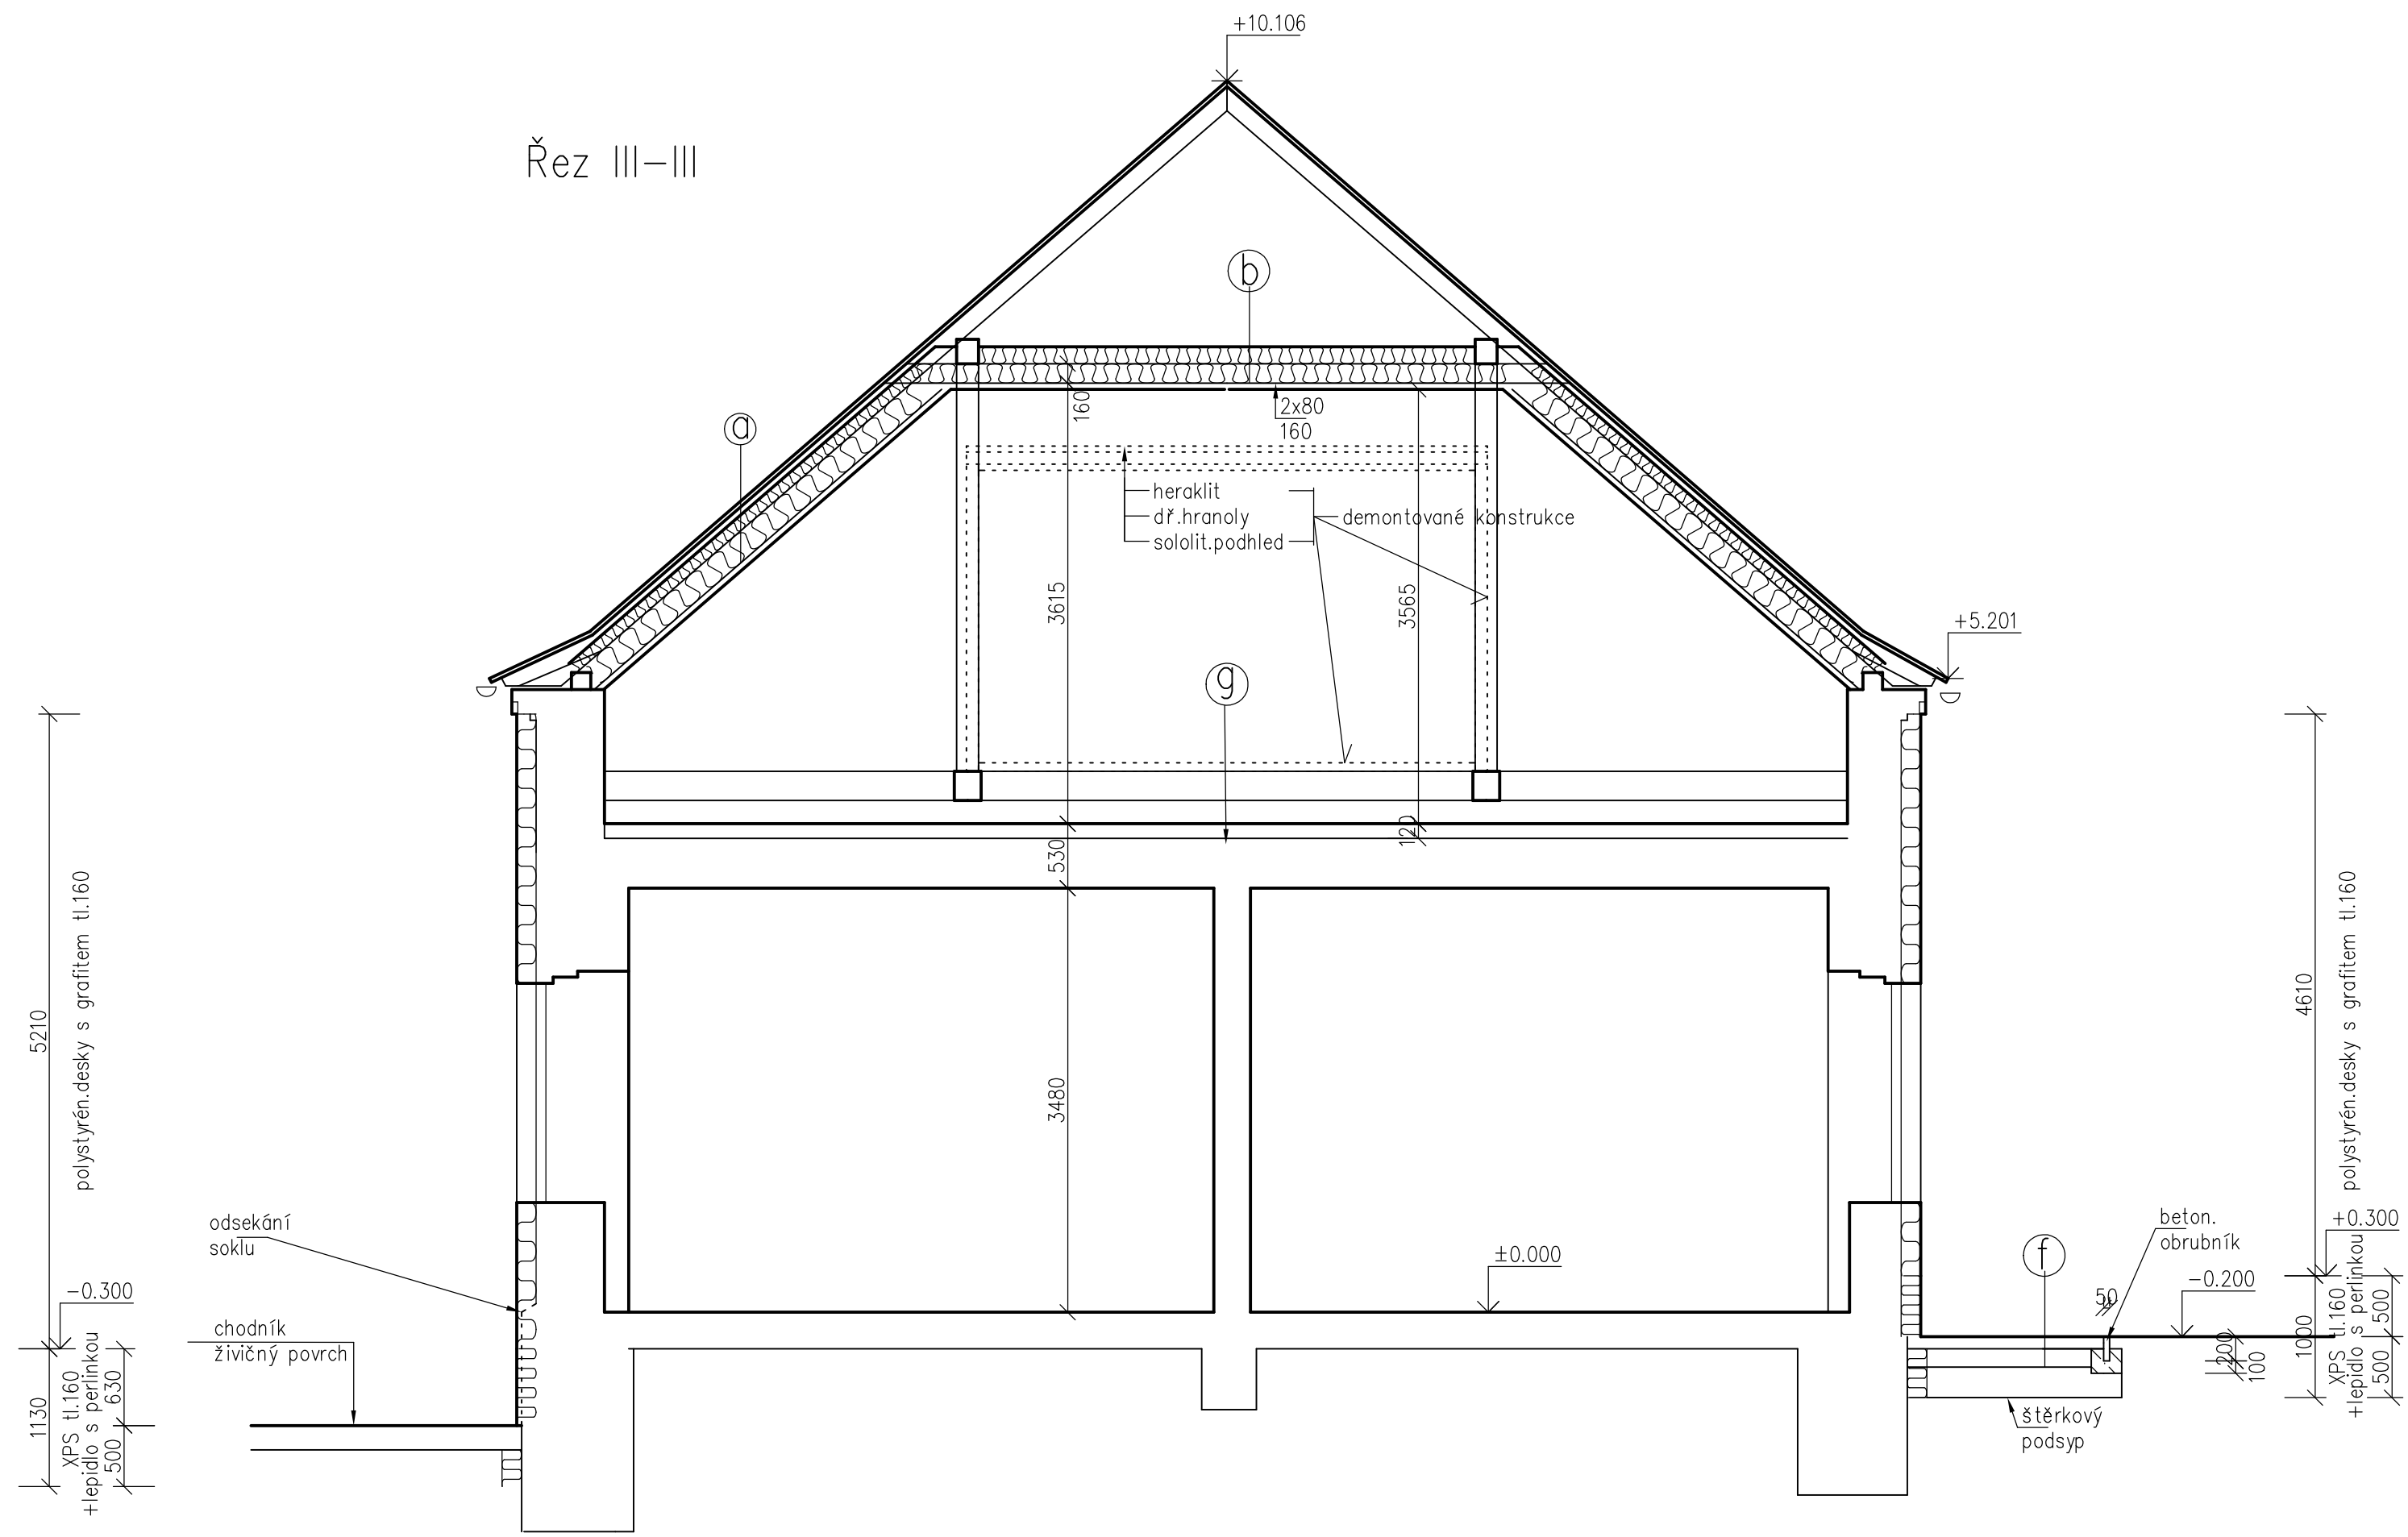 +10.106
Řez III–III
b
a
160
2x80
160
heraklit
dř.hranoly
sololit.podhled
demontované konstrukce
3615
3565
+5.201
g
530
120
polystyrén.desky s grafitem tl.160
5210
3480
4610
polystyrén.desky s grafitem tl.160
odsekání
soklu
beton.
obrubník
+0.300
f
±0.000
-0.300
-0.200
50
chodník
živičný povrch
1130
XPS tl.160
+lepidlo s perlinkou
630
500
200
100
1000
XPS tl.160
+lepidlo s perlinkou
500
500
štěrkový
podsyp